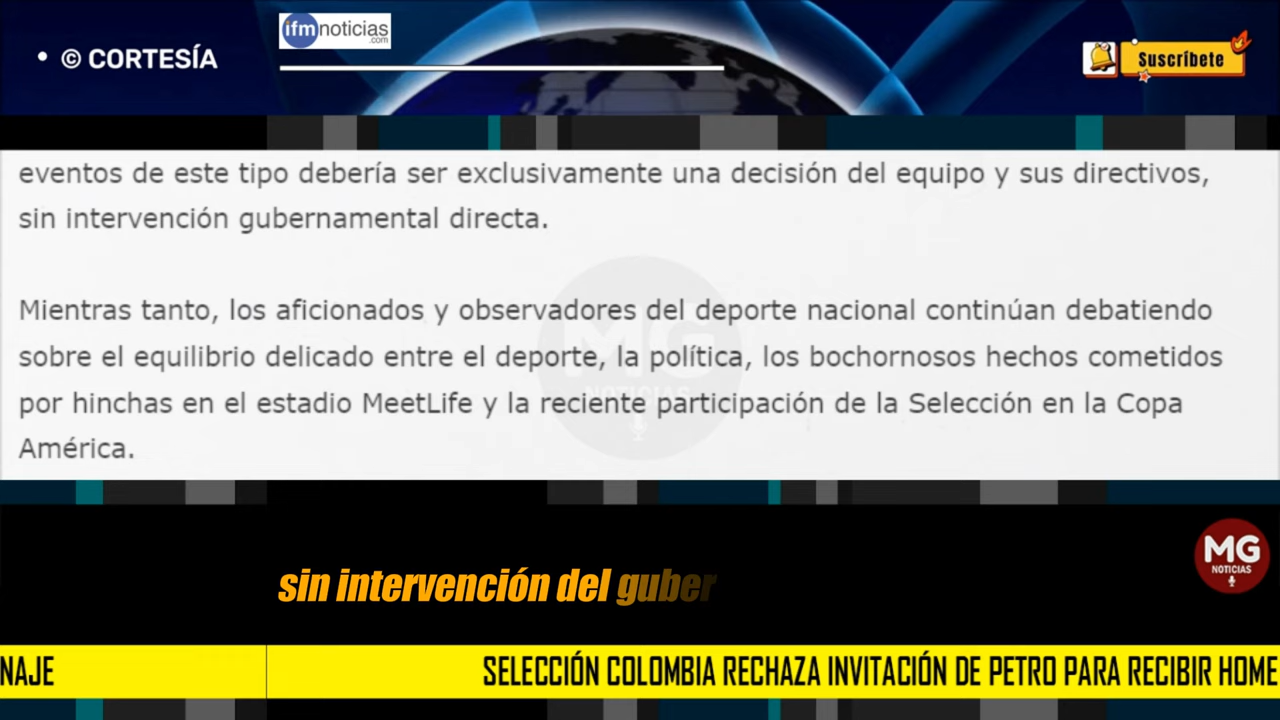 • © CORTESÍA
ifmnoticias
.com
Suscríbete
eventos de este tipo debería ser exclusivamente una decisión del equipo y sus directivos,
sin intervención gubernamental directa.
Mientras tanto, los aficionados y observadores del deporte nacional continúan debatiendo
sobre el equilibrio delicado entre el deporte, la política, los bochornosos hechos cometidos
por hinchas en el estadio MeetLife y la reciente participación de la Selección en la Copa
América.
MG
NOTICIAS
sin intervención del guber
MG
NOTICIAS
NAJE
SELECCIÓN COLOMBIA RECHAZA INVITACIÓN DE PETRO PARA RECIBIR HOME